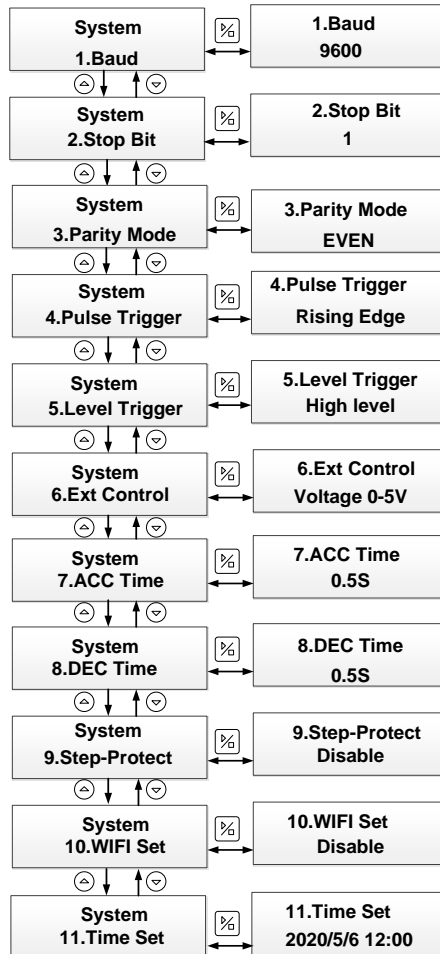 System
1.Baud
1.Baud
9600
System
2.Stop Bit
2.Stop Bit
1
System
3.Parity Mode
3.Parity Mode
EVEN
System
4.Pulse Trigger
4.Pulse Trigger
Rising Edge
System
5.Level Trigger
5.Level Trigger
High level
System
6.Ext Control
6.Ext Control
Voltage 0-5V
System
7.ACC Time
7.ACC Time
0.5S
System
8.DEC Time
8.DEC Time
0.5S
System
9.Step-Protect
9.Step-Protect
Disable
System
10.WIFI Set
10.WIFI Set
Disable
System
11.Time Set
11.Time Set
2020/5/6 12:00